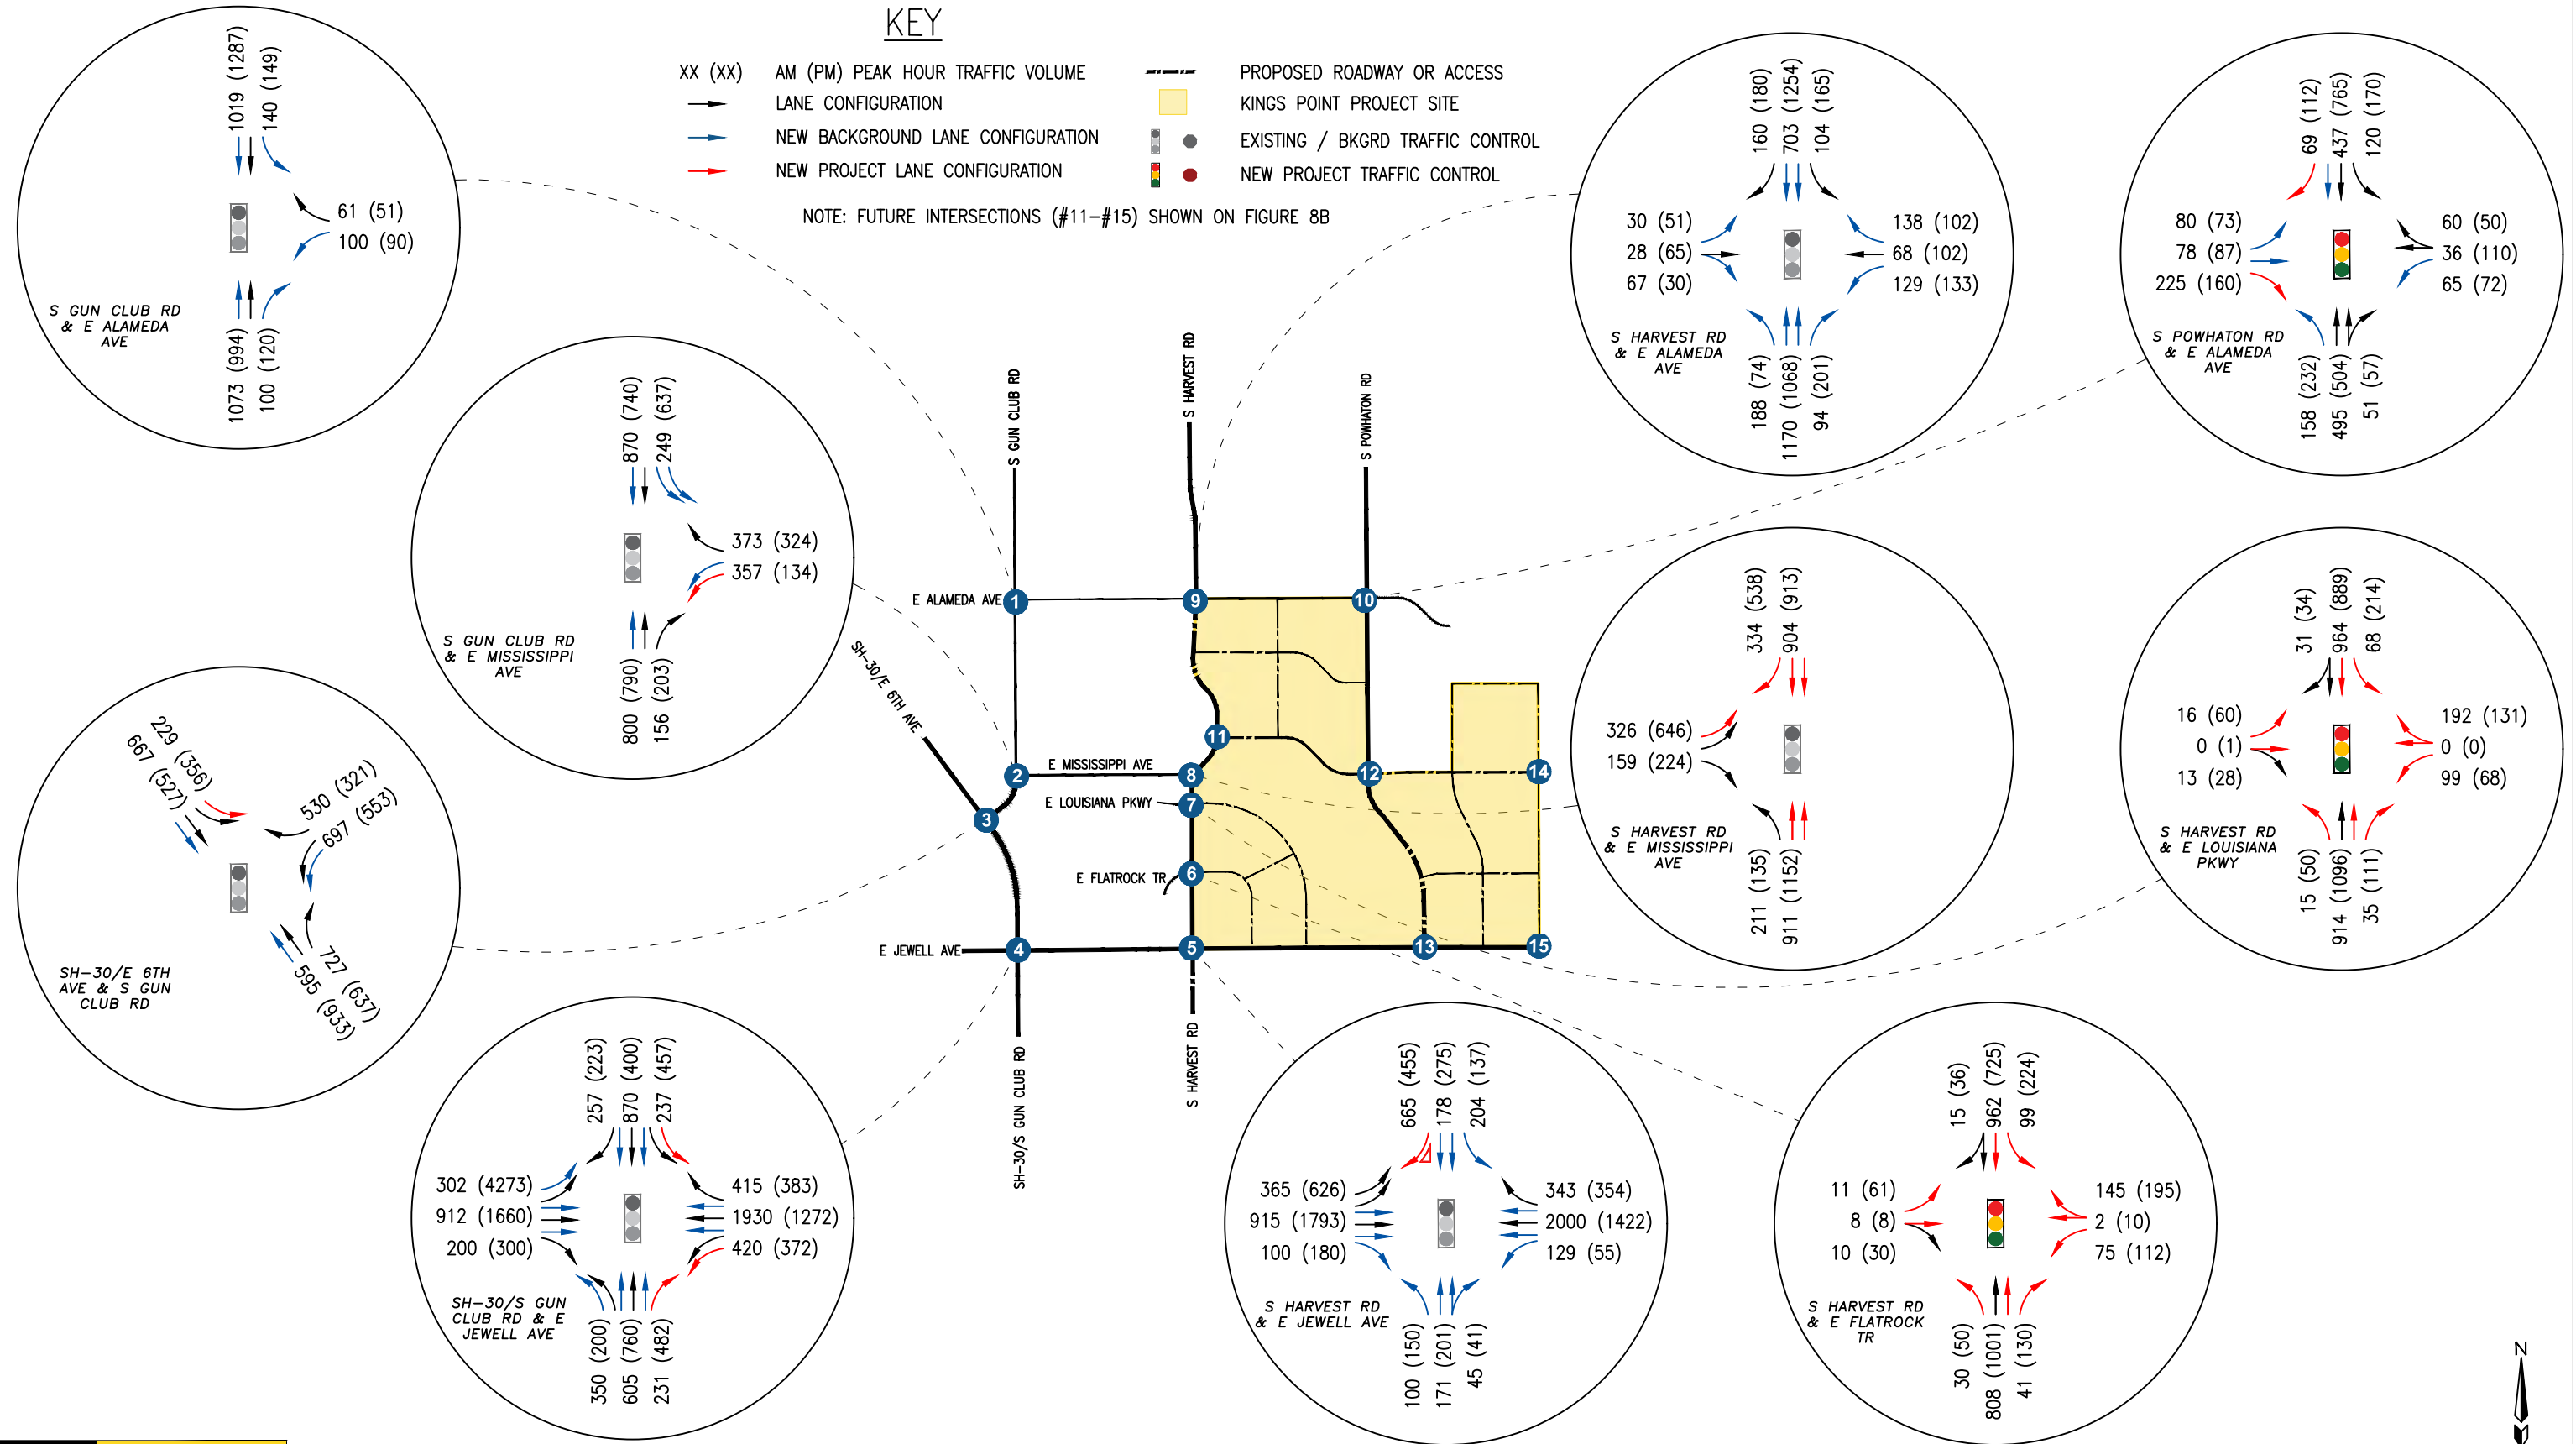 KEY
XX (XX) AM (PM) PEAK HOUR TRAFFIC VOLUME
LANE CONFIGURATION
NEW BACKGROUND LANE CONFIGURATION
NEW PROJECT LANE CONFIGURATION
PROPOSED ROADWAY OR ACCESS
KINGS POINT PROJECT SITE
EXISTING / BKGRD TRAFFIC CONTROL
NEW PROJECT TRAFFIC CONTROL
NOTE: FUTURE INTERSECTIONS (#11-#15) SHOWN ON FIGURE 8B
1019 (1287)
140 (149)
61 (51)
100 (90)
1073 (994)
100 (120)
S GUN CLUB RD
& E ALAMEDA
AVE
870 (740)
249 (637)
373 (324)
357 (134)
800 (790)
156 (203)
S GUN CLUB RD
& E MISSISSIPPI
AVE
229 (356)
667 (527)
530 (321)
697 (553)
727 (637)
595 (933)
SH-30/E 6TH
AVE & S GUN
CLUB RD
257 (223)
870 (400)
237 (457)
302 (4273)
912 (1660)
200 (300)
415 (383)
1930 (1272)
420 (372)
350 (200)
605 (760)
231 (482)
SH-30/S GUN
CLUB RD & E
JEWELL AVE
S GUN CLUB RD
S HARVEST RD
S POWHATON RD
E ALAMEDA AVE
1
9
10
SH-30/E 6TH AVE
11
E MISSISSIPPI AVE
2
8
12
14
E LOUISIANA PKWY
7
3
E FLATROCK TR
6
E JEWELL AVE
4
5
13
15
SH-30/S GUN CLUB RD
S HARVEST RD
160 (180)
703 (1254)
104 (165)
30 (51)
28 (65)
67 (30)
138 (102)
68 (102)
129 (133)
188 (74)
1170 (1068)
94 (201)
S HARVEST RD
& E ALAMEDA
AVE
69 (112)
437 (765)
120 (170)
80 (73)
78 (87)
225 (160)
60 (50)
36 (110)
65 (72)
158 (232)
495 (504)
51 (57)
S POWHATON RD
& E ALAMEDA
AVE
334 (538)
904 (913)
326 (646)
159 (224)
211 (135)
911 (1152)
S HARVEST RD
& E MISSISSIPPI
AVE
31 (34)
964 (889)
68 (214)
16 (60)
0 (1)
13 (28)
192 (131)
0 (0)
99 (68)
15 (50)
914 (1096)
35 (111)
S HARVEST RD
& E LOUISIANA
PKWY
665 (455)
178 (275)
204 (137)
365 (626)
915 (1793)
100 (180)
343 (354)
2000 (1422)
129 (55)
100 (150)
171 (201)
45 (41)
S HARVEST RD
& E JEWELL AVE
15 (36)
962 (725)
99 (224)
11 (61)
8 (8)
10 (30)
145 (195)
2 (10)
75 (112)
30 (50)
808 (1001)
41 (130)
S HARVEST RD
& E FLATROCK
TR
N